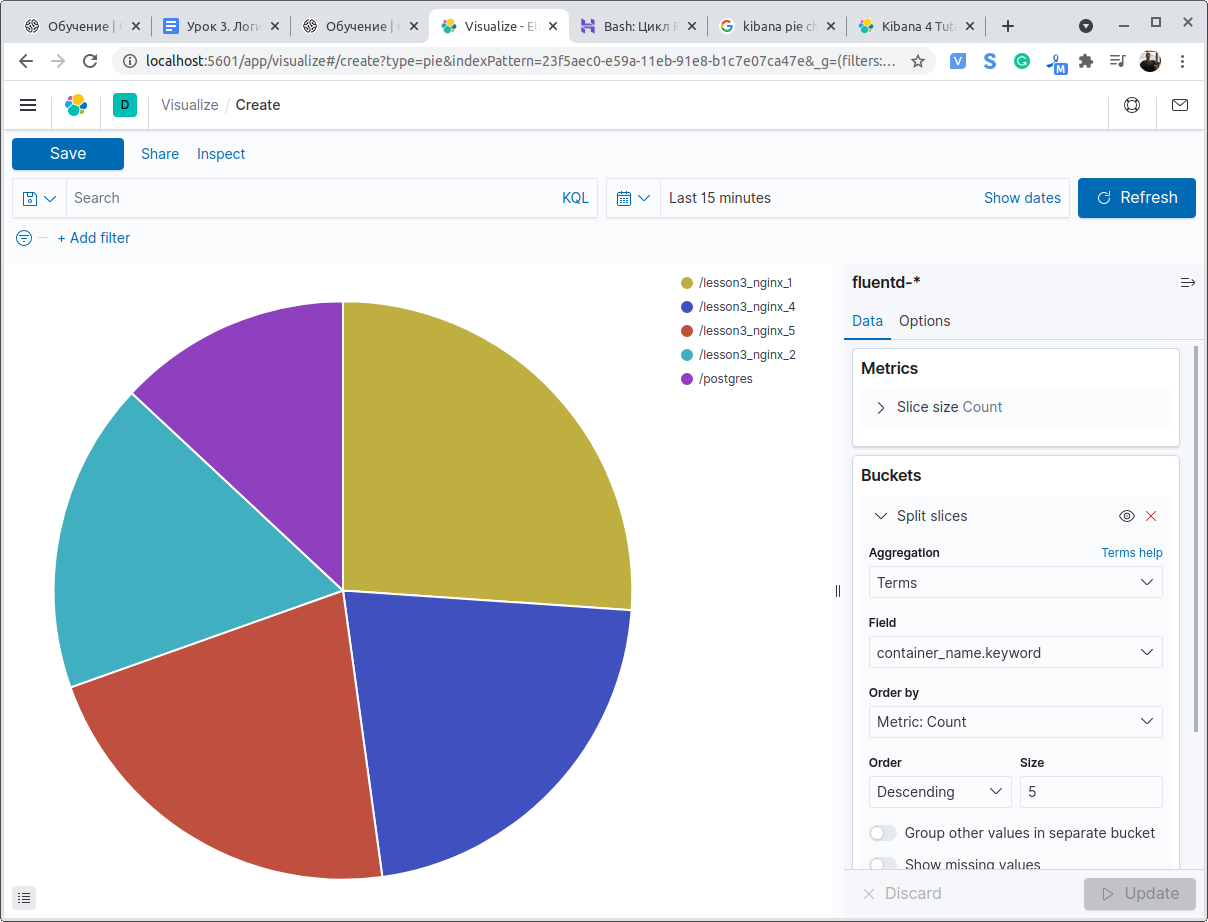 Обучение | G
Урок 3. Логи
Обучение | G
Visualize - El
Bash: Цикл F
kibana pie ch
Kibana 4 Tuto
localhost:5601/app/visualize#/create?type=pie&indexPattern=23f5aec0-e59a-11eb-91e8-b1c7e07ca47e&_g=(filters:...
V
S
G
M
D
Visualize / Create
Save
Share
Inspect
Search
KQL
Last 15 minutes
Show dates
Refresh
+ Add filter
/lesson3_nginx_1
/lesson3_nginx_4
/lesson3_nginx_5
/lesson3_nginx_2
/postgres
fluentd-*
Data
Options
Metrics
Slice size Count
Buckets
Split slices
Aggregation
Terms help
Terms
Field
container_name.keyword
Order by
Metric: Count
Order
Size
Descending
5
Group other values in separate bucket
Show missing values
Discard
Update